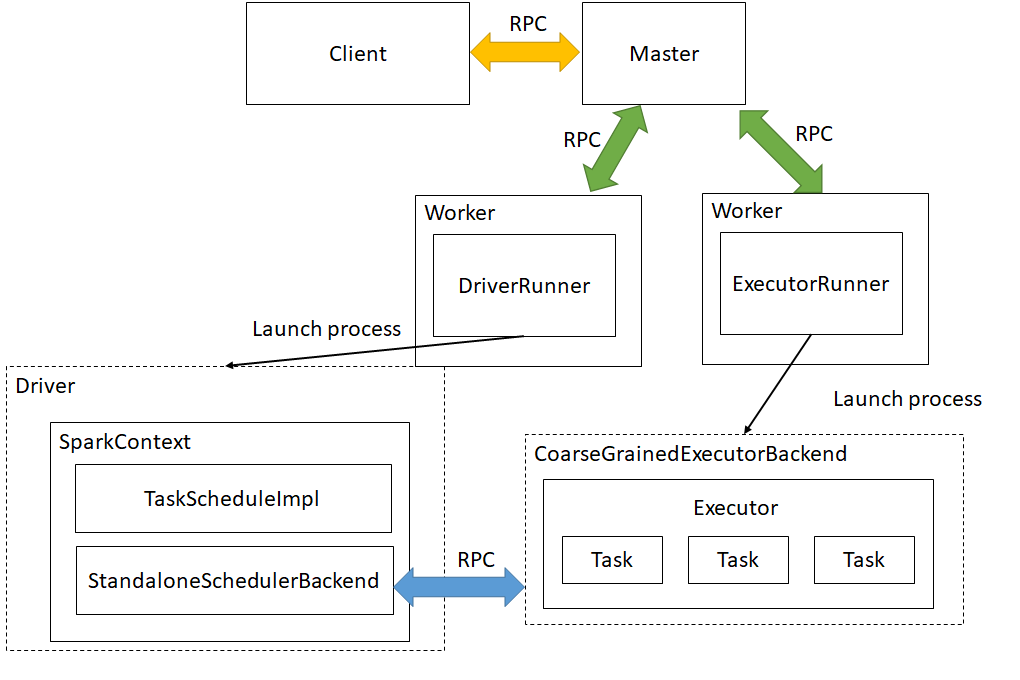 RPC
Client
Master
RPC
RPC
Worker
Worker
DriverRunner
ExecutorRunner
Launch process
Driver
Launch process
SparkContext
CoarseGrainedExecutorBackend
TaskScheduleImpl
Executor
RPC
Task
Task
Task
StandaloneSchedulerBackend